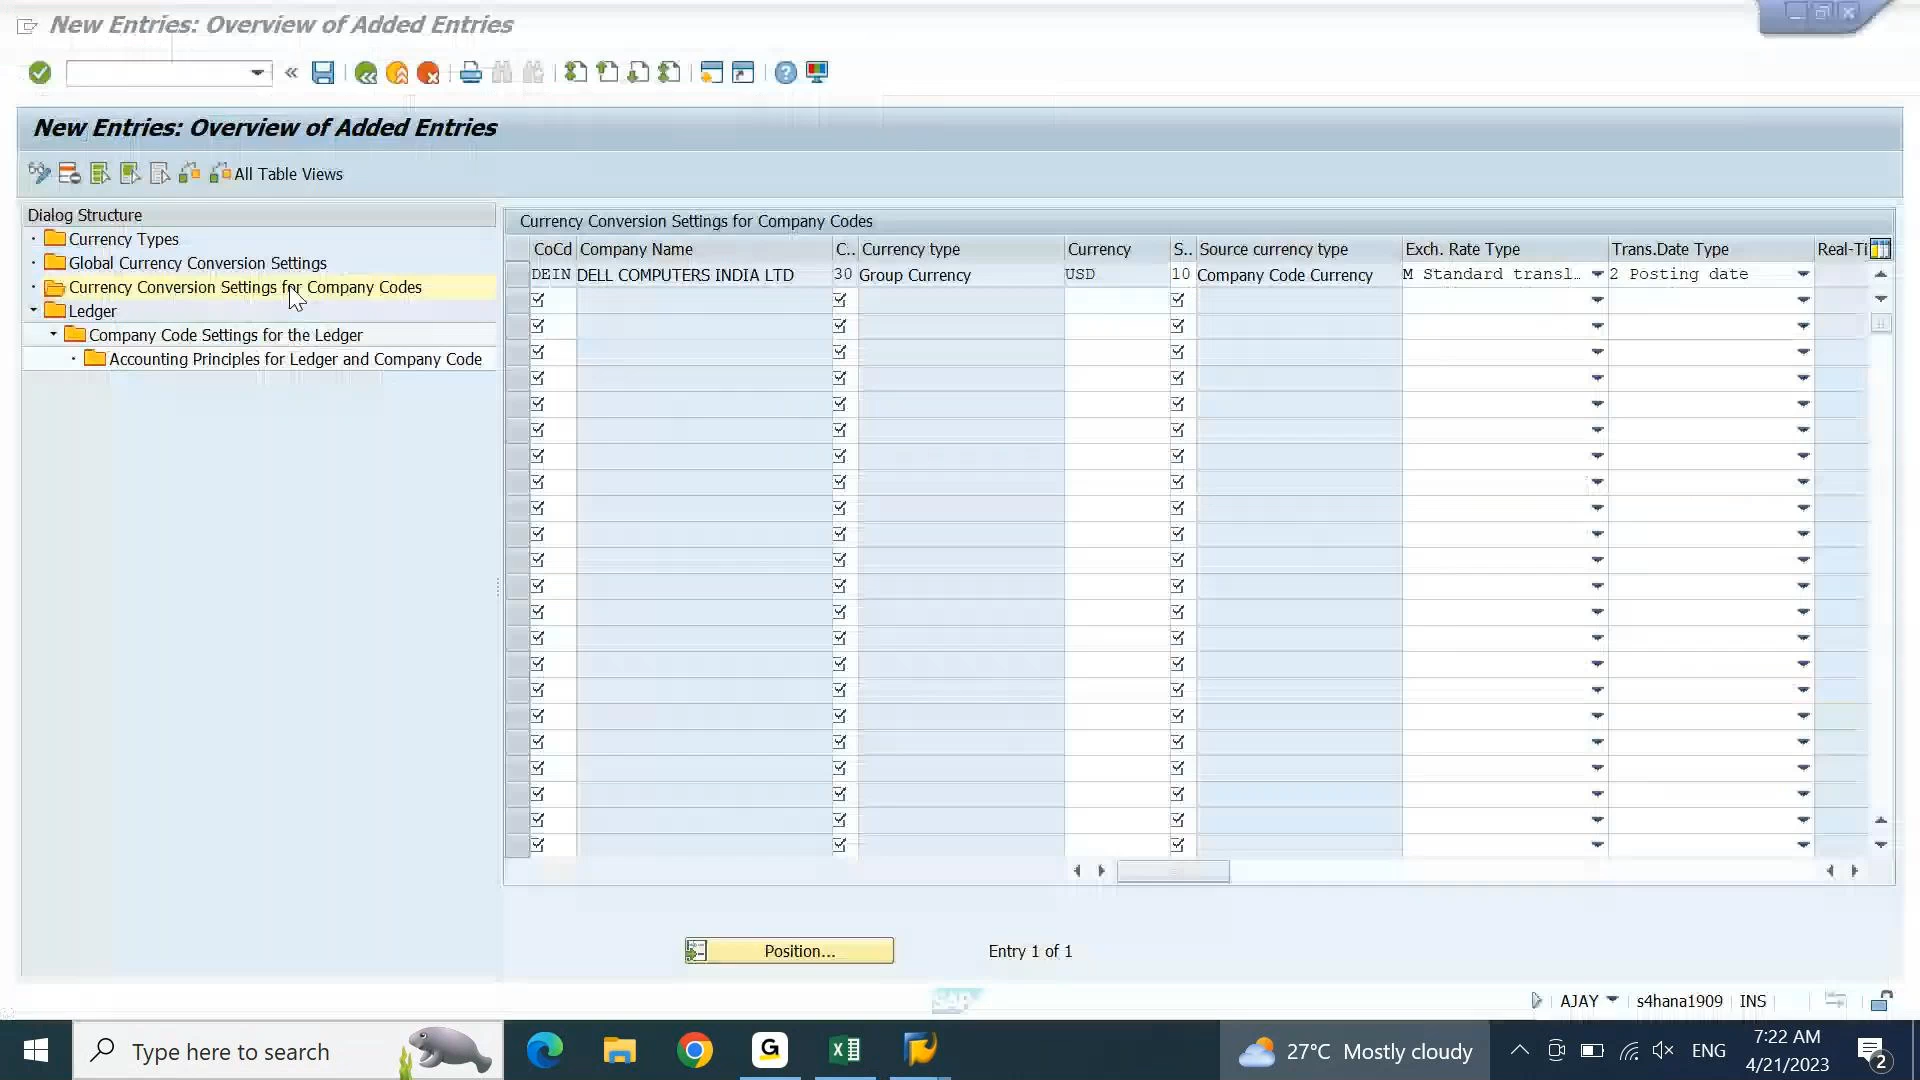 New Entries: Overview of Added Entries
New Entries: Overview of Added Entries
All Table Views
Dialog Structure
Currency Types
Global Currency Conversion Settings
Currency Conversion Settings for Company Codes
Ledger
Company Code Settings for the Ledger
Accounting Principles for Ledger and Company Code
Currency Conversion Settings for Company Codes
CoCd Company Name C.. Currency type Currency S.. Source currency type Exch. Rate Type Trans.Date Type Real-Ti
DEIN DELL COMPUTERS INDIA LTD 30 Group Currency USD 10 Company Code Currency M Standard transl… 2 Posting date
Position...
Entry 1 of 1
SAP
AJAY s4hana1909 INS
Type here to search
G
27°C Mostly cloudy
ENG
7:22 AM
4/21/2023
2